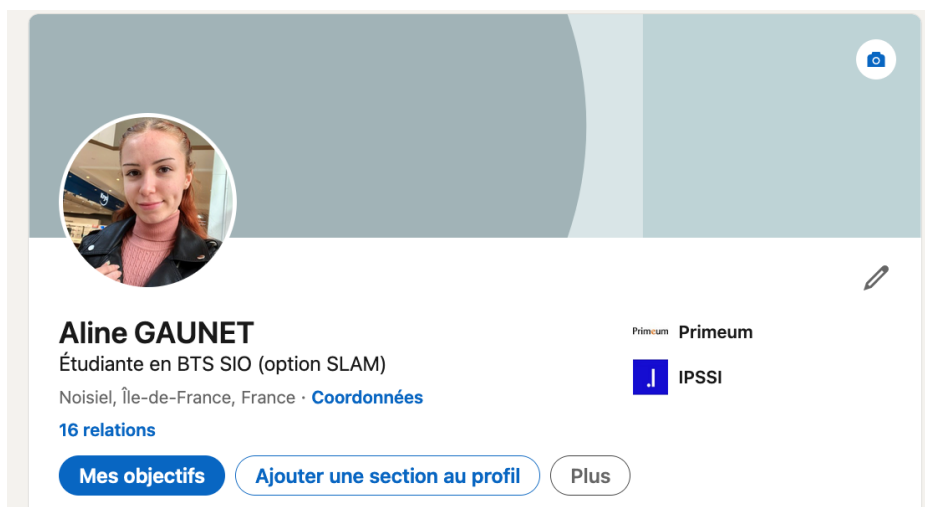 Aline GAUNET
Étudiante en BTS SIO (option SLAM)
Noisiel, Île-de-France, France · Coordonnées
16 relations
Mes objectifs
Ajouter une section au profil
Plus
Primeum Primeum
.I IPSSI